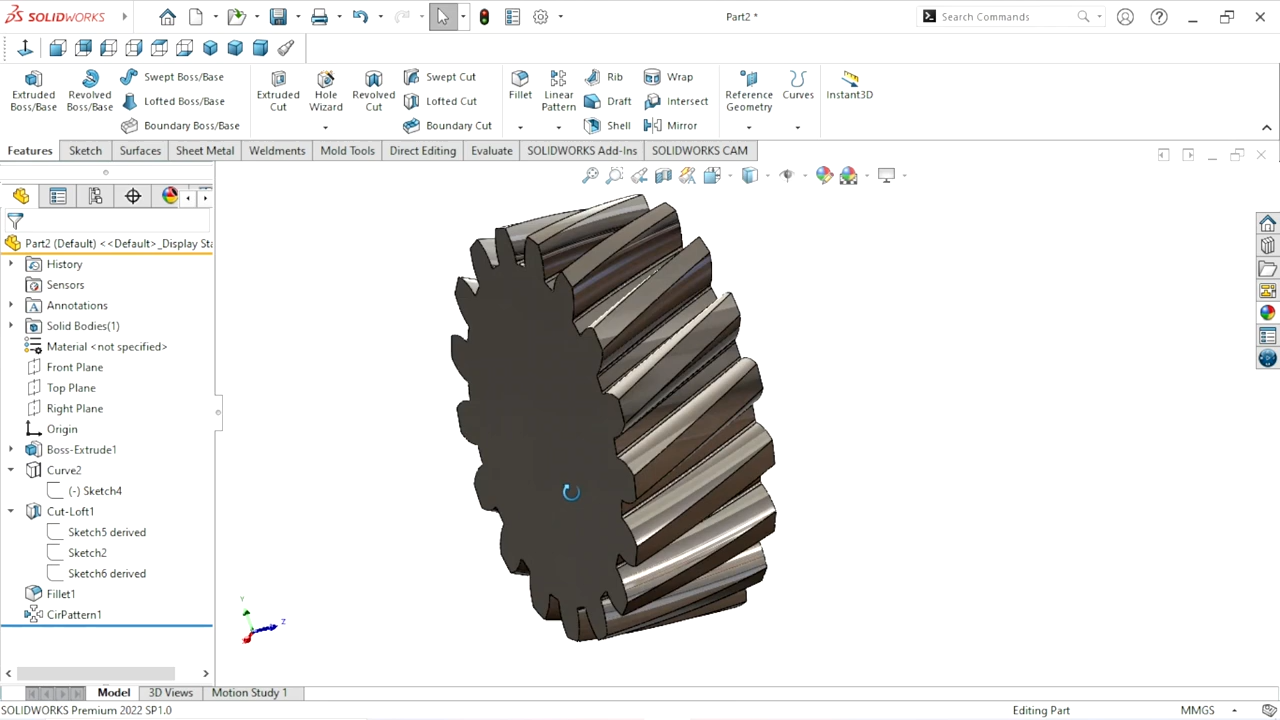 SOLIDWORKS
Part2 *
Search Commands
Extruded Boss/Base
Revolved Boss/Base
Swept Boss/Base
Lofted Boss/Base
Boundary Boss/Base
Extruded Cut
Hole Wizard
Revolved Cut
Swept Cut
Lofted Cut
Boundary Cut
Fillet
Linear Pattern
Rib
Draft
Shell
Wrap
Intersect
Mirror
Reference Geometry
Curves
Instant3D
Features
Sketch
Surfaces
Sheet Metal
Weldments
Mold Tools
Direct Editing
Evaluate
SOLIDWORKS Add-Ins
SOLIDWORKS CAM
Part2 (Default) <<Default>_Display Sta
History
Sensors
Annotations
Solid Bodies(1)
Material <not specified>
Front Plane
Top Plane
Right Plane
Origin
Boss-Extrude1
Curve2
(-) Sketch4
Cut-Loft1
Sketch5 derived
Sketch2
Sketch6 derived
Fillet1
CirPattern1
Y
Z
Model
3D Views
Motion Study 1
SOLIDWORKS Premium 2022 SP1.0
Editing Part
MMGS